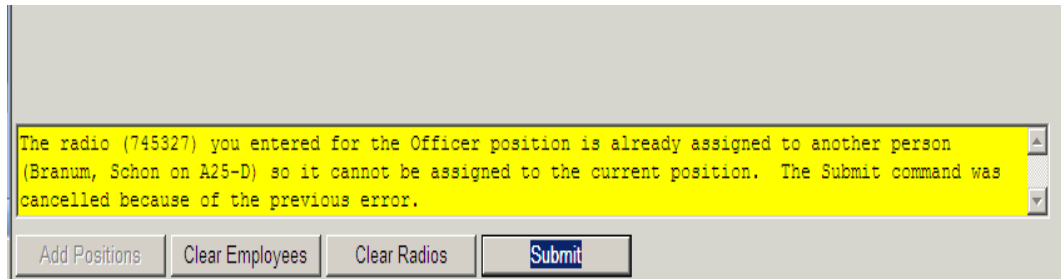 The radio (745327) you entered for the Officer position is already assigned to another person
(Branum, Schon on A25-D) so it cannot be assigned to the current position.  The Submit command was
cancelled because of the previous error.
Add Positions Clear Employees Clear Radios Submit